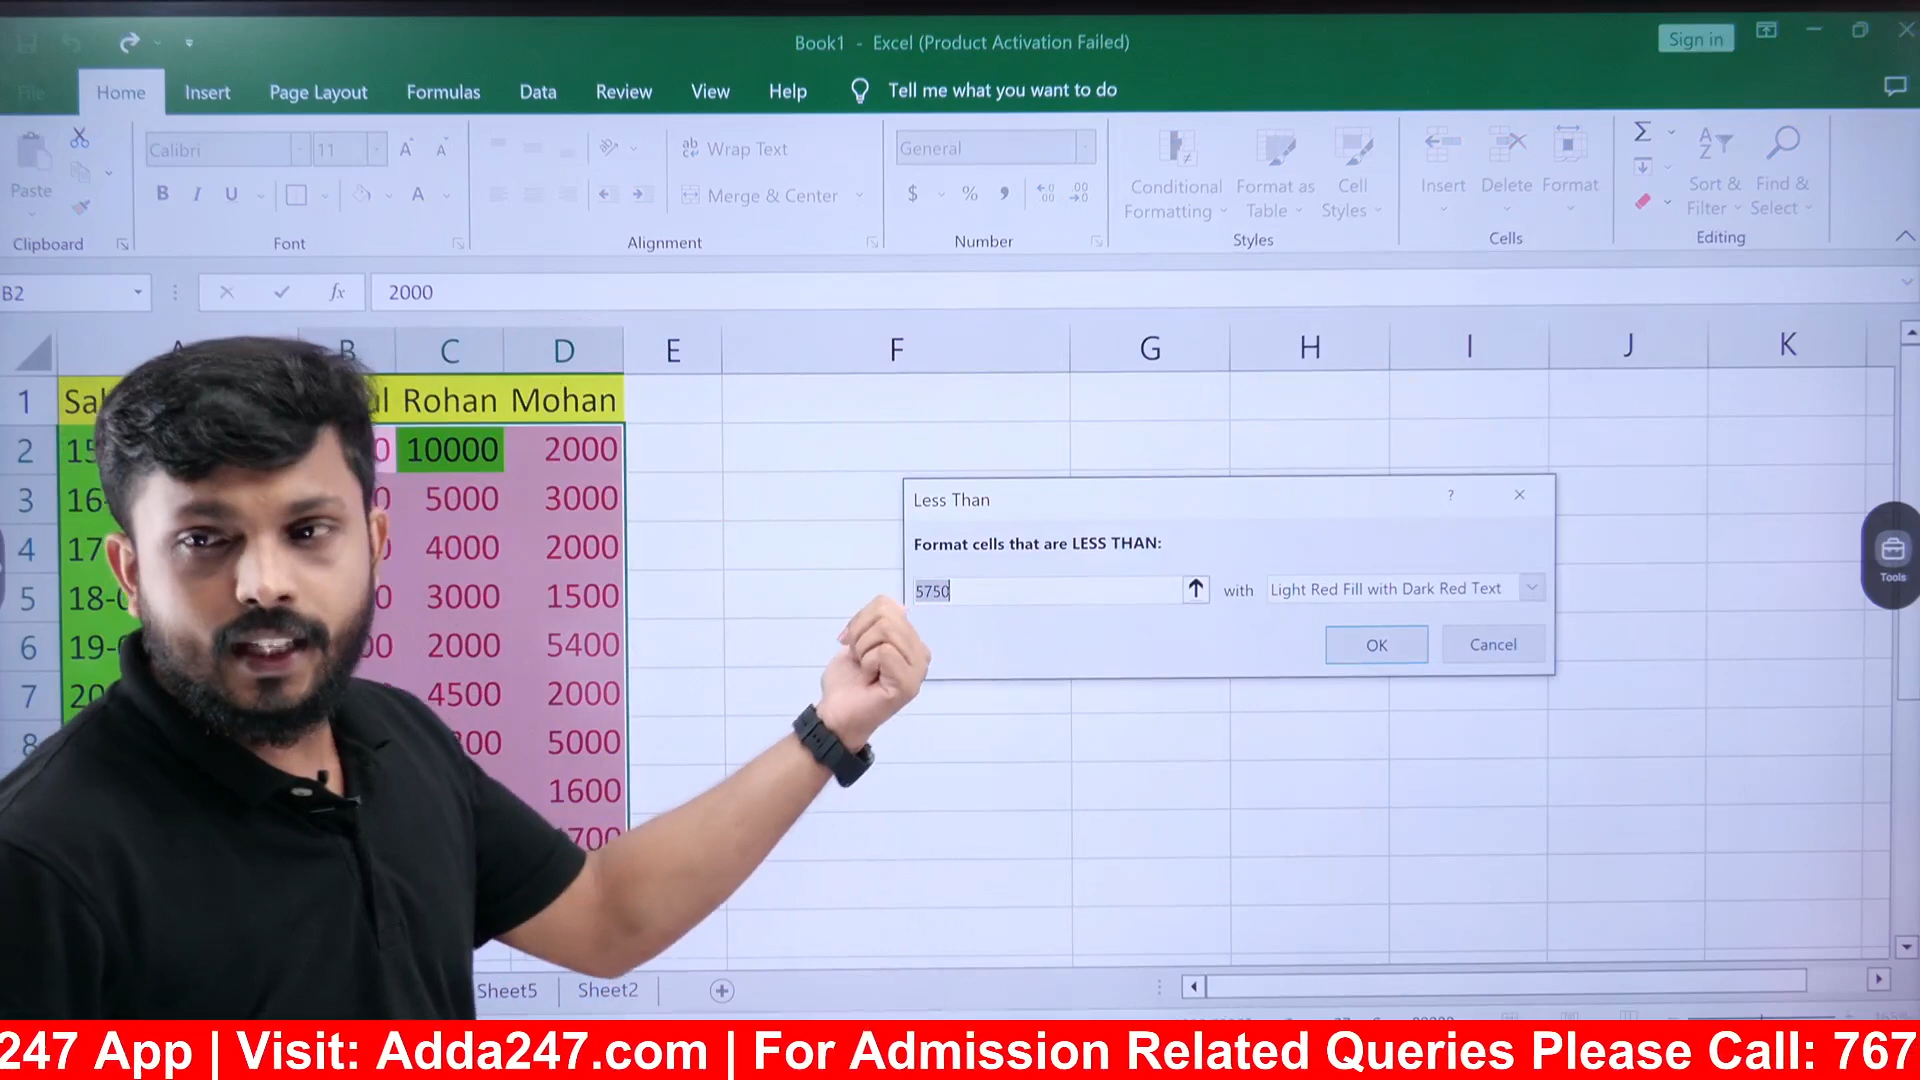 Book1 - Excel (Product Activation Failed)
Sign in
File Home Insert Page Layout Formulas Data Review View Help Tell me what you want to do
Calibri 11
Wrap Text
General
Paste
B I U
A
Merge & Center
$ %
Conditional Formatting
Format as Table
Cell Styles
Insert Delete Format
Sort & Filter
Find & Select
Clipboard Font Alignment Number Styles Cells Editing
B2
fx 2000
B C D E F G H I J K
1 Rohan Mohan
2 10000 2000
3 5000 3000
4 4000 2000
5 3000 1500
6 2000 5400
7 4500 2000
8 5000
1600
Less Than ?
Format cells that are LESS THAN:
5750 with Light Red Fill with Dark Red Text
OK Cancel
Tools
Sheet5 Sheet2
247 App | Visit: Adda247.com | For Admission Related Queries Please Call: 767